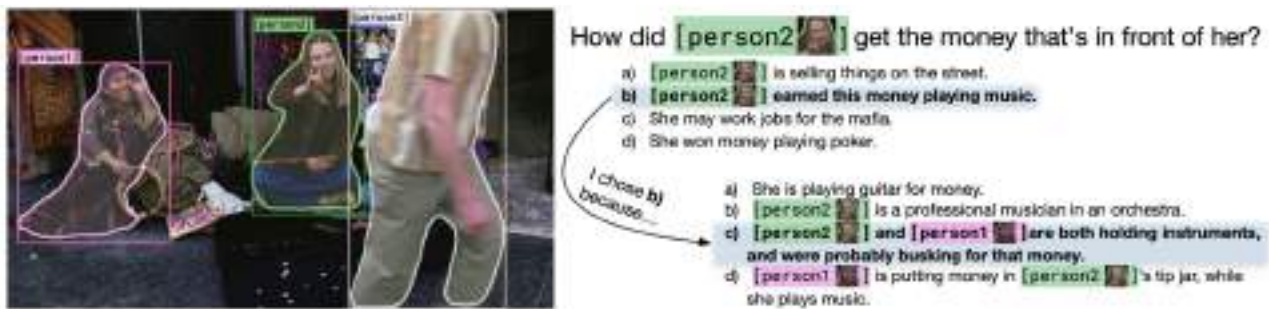 [person1]
[person2]
[person3]
How did [person2] get the money that's in front of her?
a) [person2] is selling things on the street.
b) [person2] earned this money playing music.
c) She may work jobs for the mafia.
d) She won money playing poker.
I chose b)
because...
a) She is playing guitar for money.
b) [person2] is a professional musician in an orchestra.
c) [person2] and [person1] are both holding instruments,
and were probably busking for that money.
d) [person1] is putting money in [person2]'s tip jar, while
she plays music.